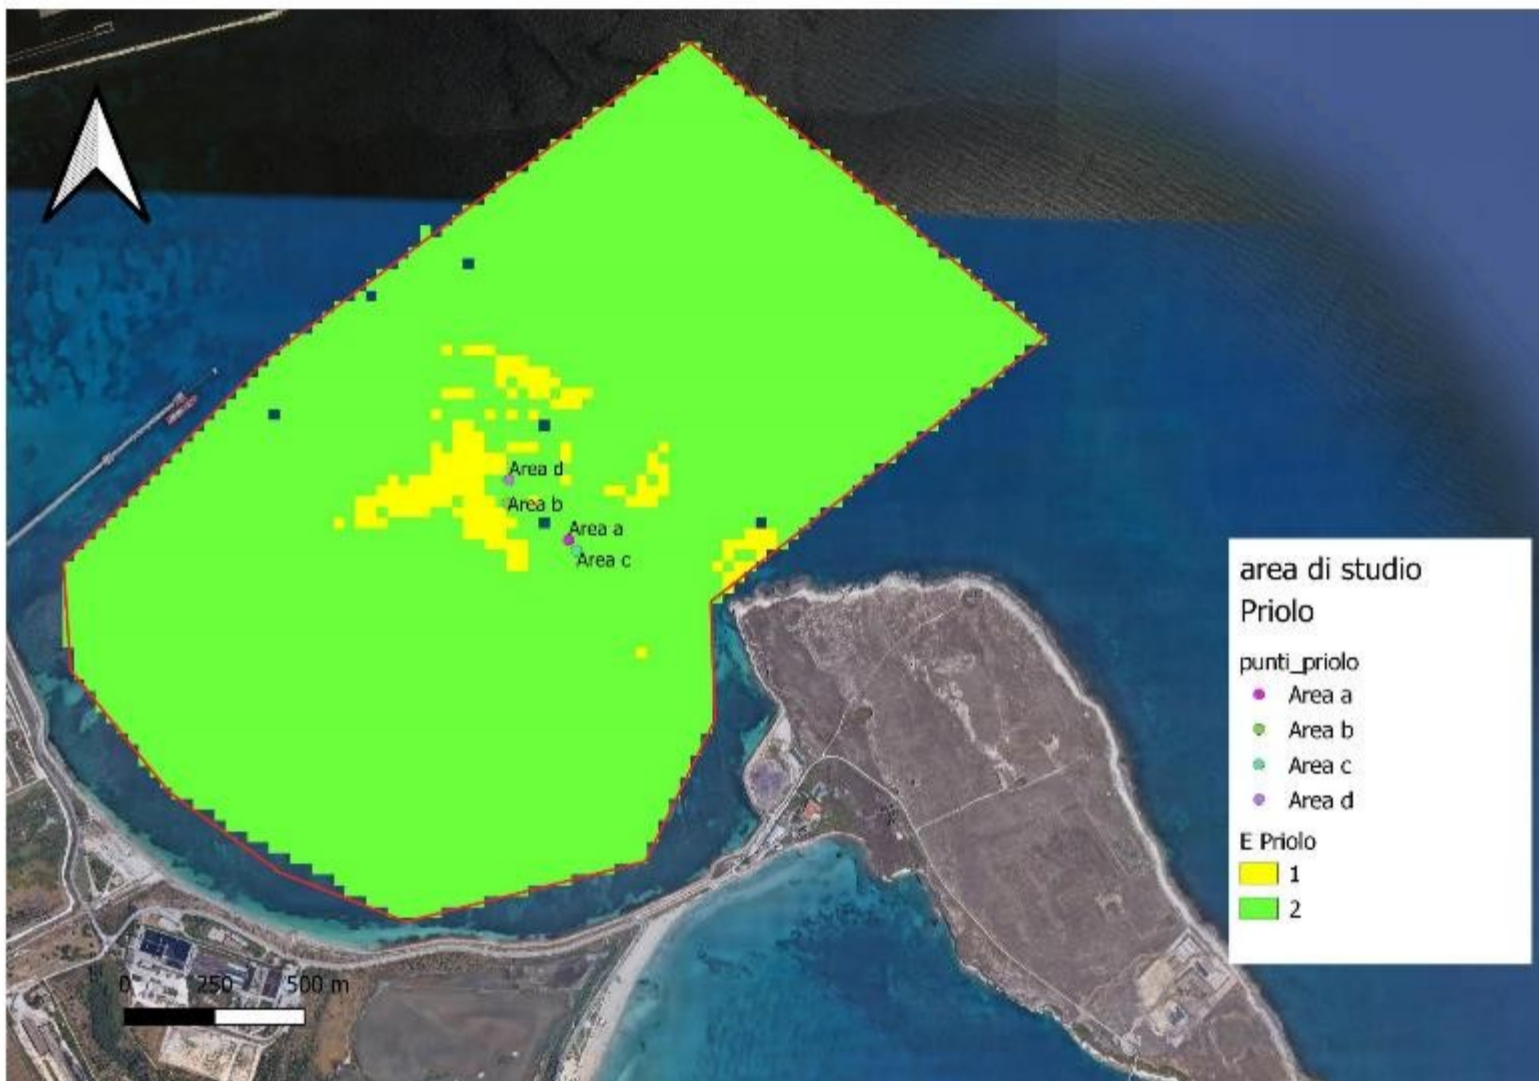 Area d
Area b
Area a
Area c
area di studio
Priolo
punti_priolo
Area a
Area b
Area c
Area d
E Priolo
1
2
0 250 500 m